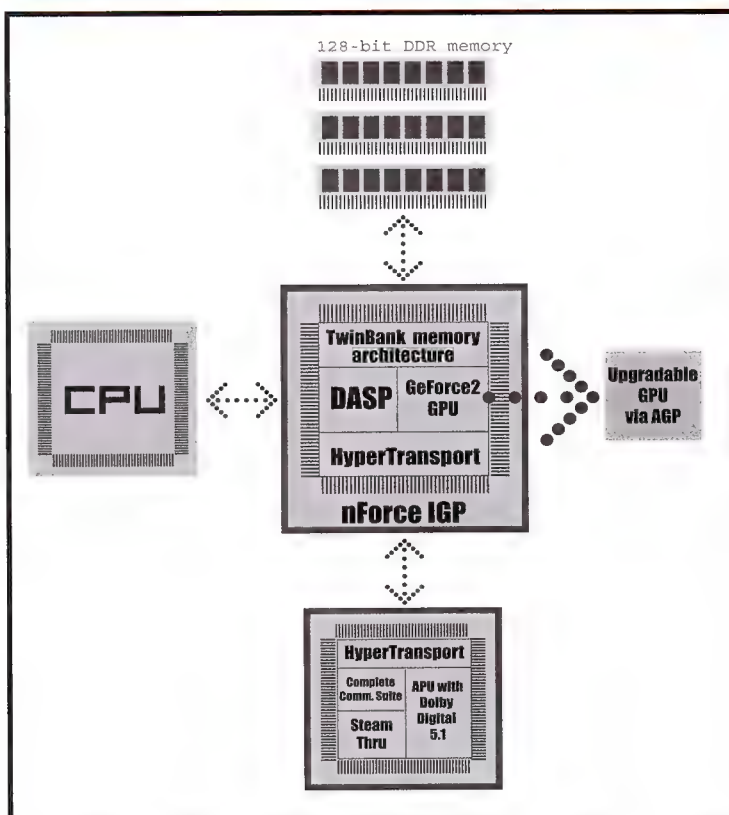 128-bit DDR memory
TwinBank memory
architecture
DASP
GeForce2
GPU
HyperTransport
nForce IGP
CPU
Upgradable
GPU
via AGP
HyperTransport
Complete
Comm. Suite
Steam
Thru
APU with
Dolby
Digital
5.1